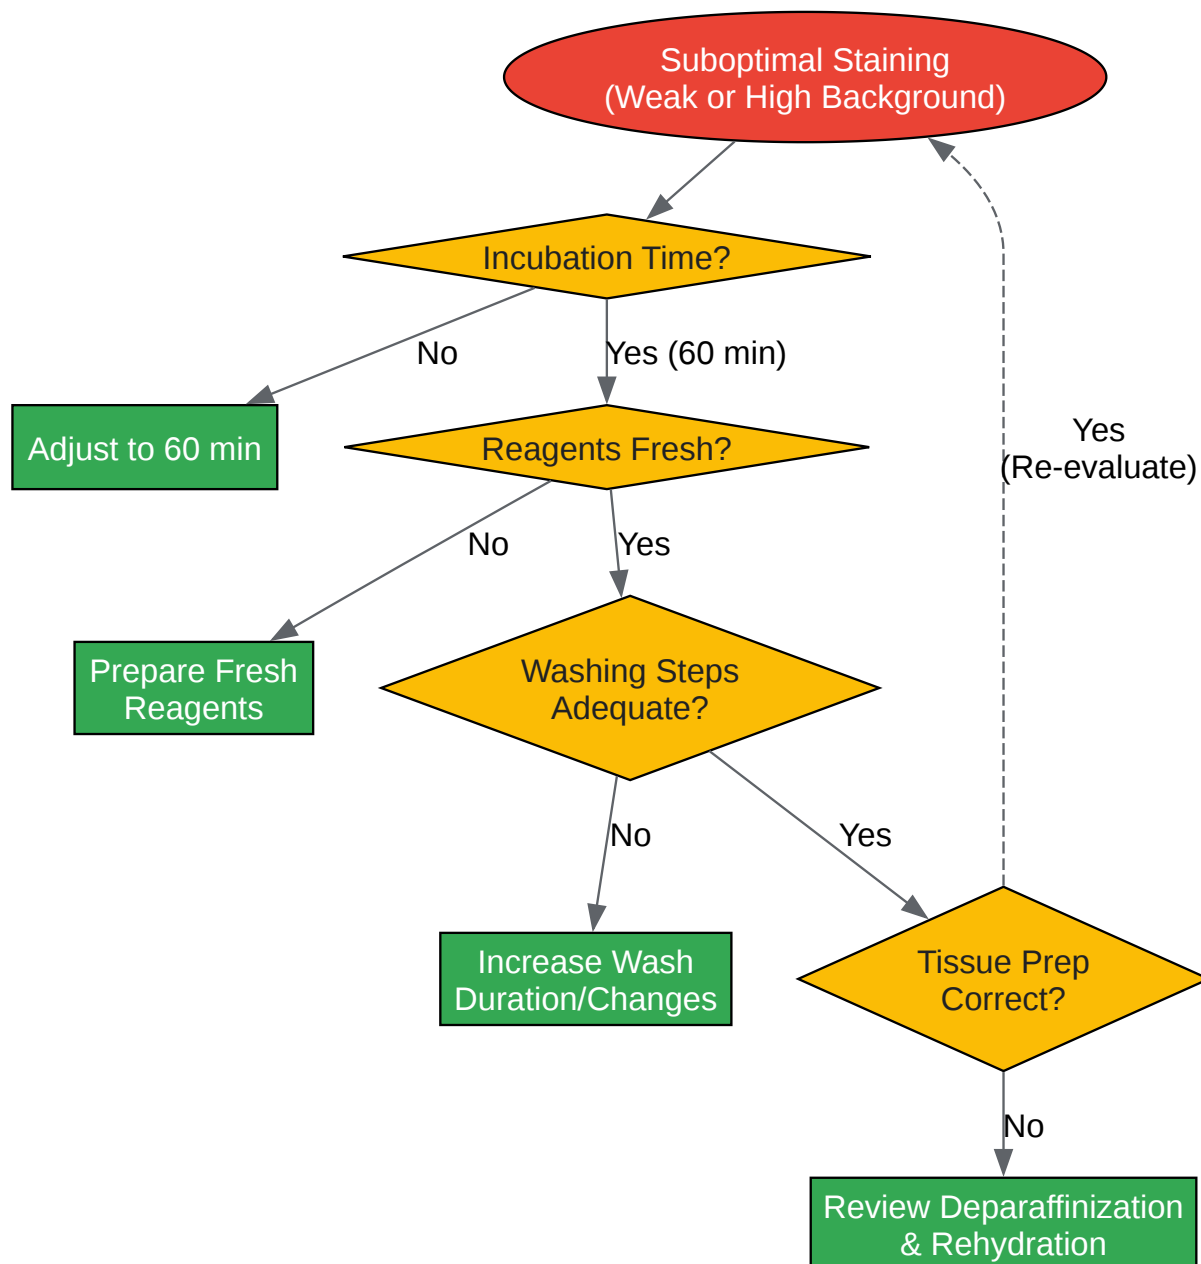 Suboptimal Staining
(Weak or High Background)
Incubation Time?
No
Yes (60 min)
Adjust to 60 min
Reagents Fresh?
Yes
(Re-evaluate)
No
Yes
Prepare Fresh
Reagents
Washing Steps
Adequate?
No
Yes
Increase Wash
Duration/Changes
Tissue Prep
Correct?
No
Review Deparaffinization
& Rehydration